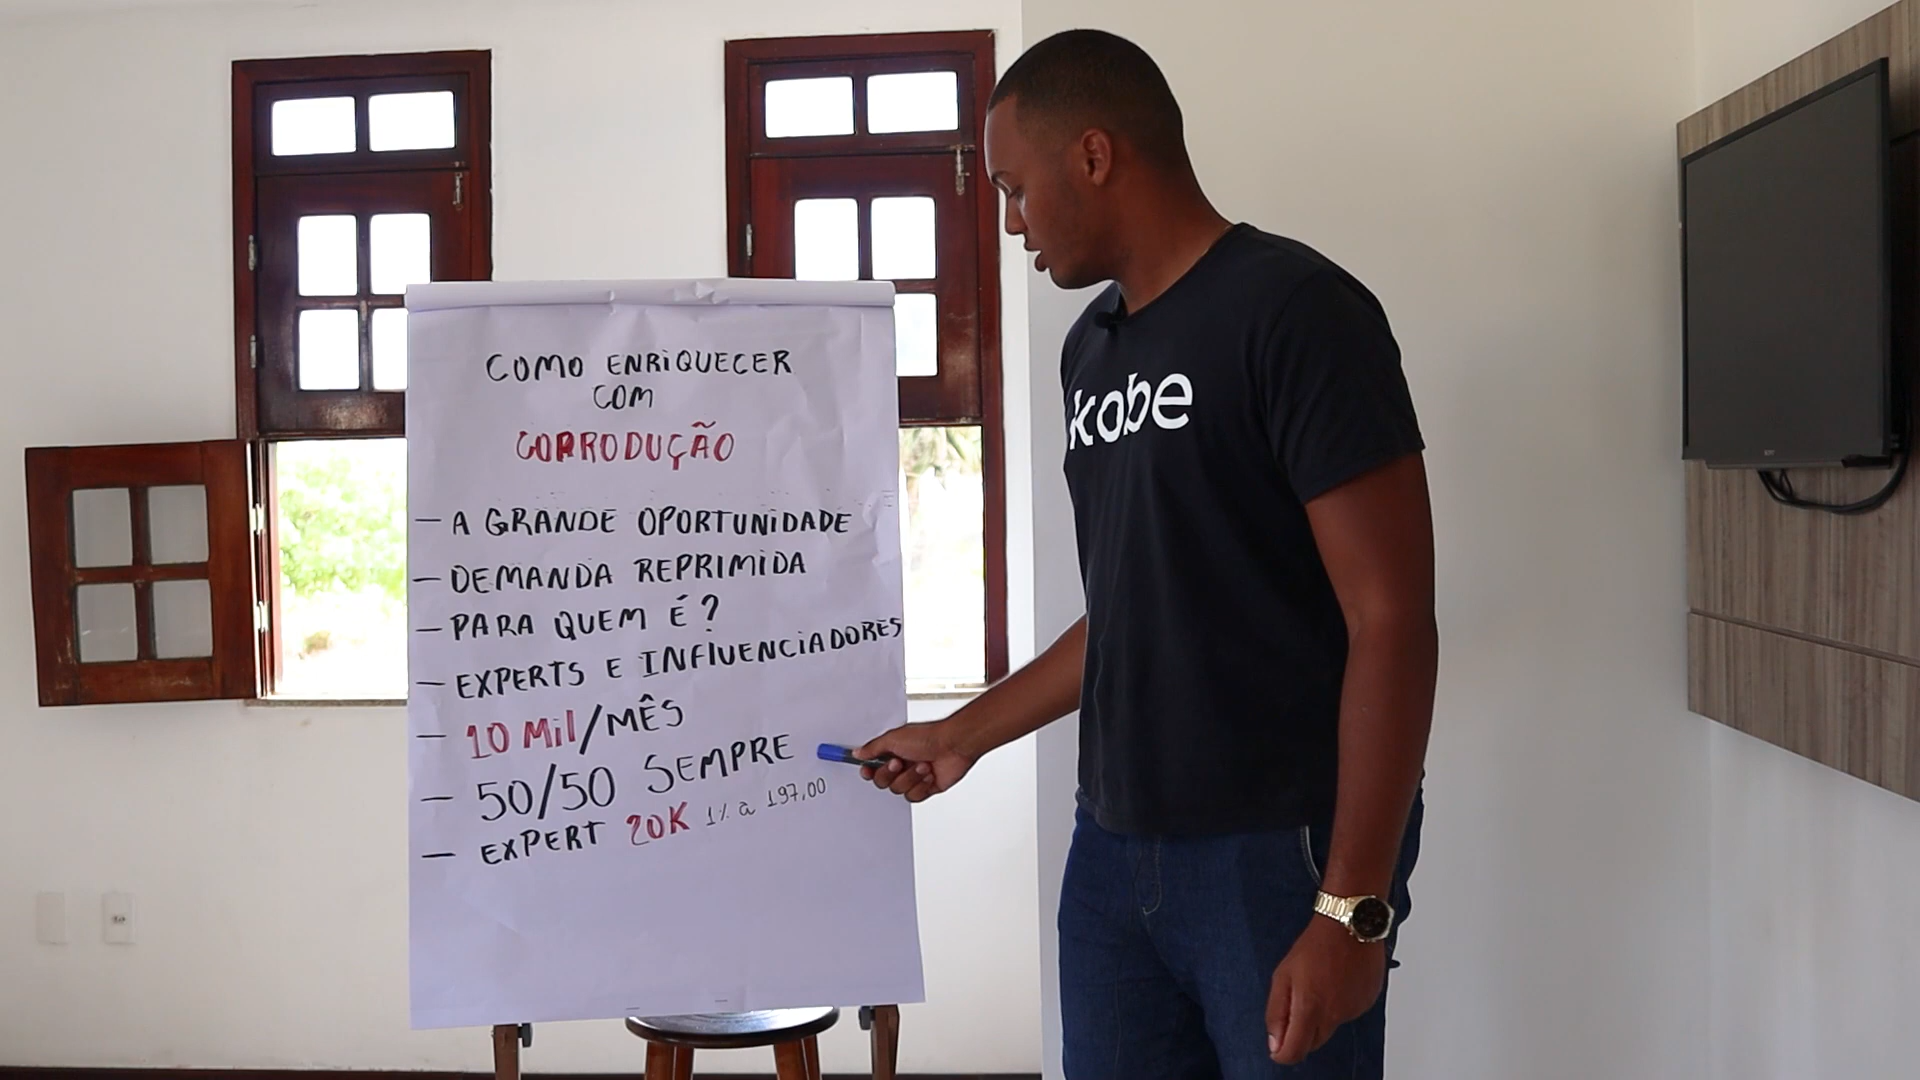 COMO ENRIQUECER
COM
COPRODUÇÃO
- A GRANDE OPORTUNIDADE
- DEMANDA REPRIMIDA
- PARA QUEM É?
- EXPERTS E INFLUENCIADORES
- 10 Mil/MÊS
- 50/50 SEMPRE
- EXPERT 20K 1% a 197,00
kobe
SONY